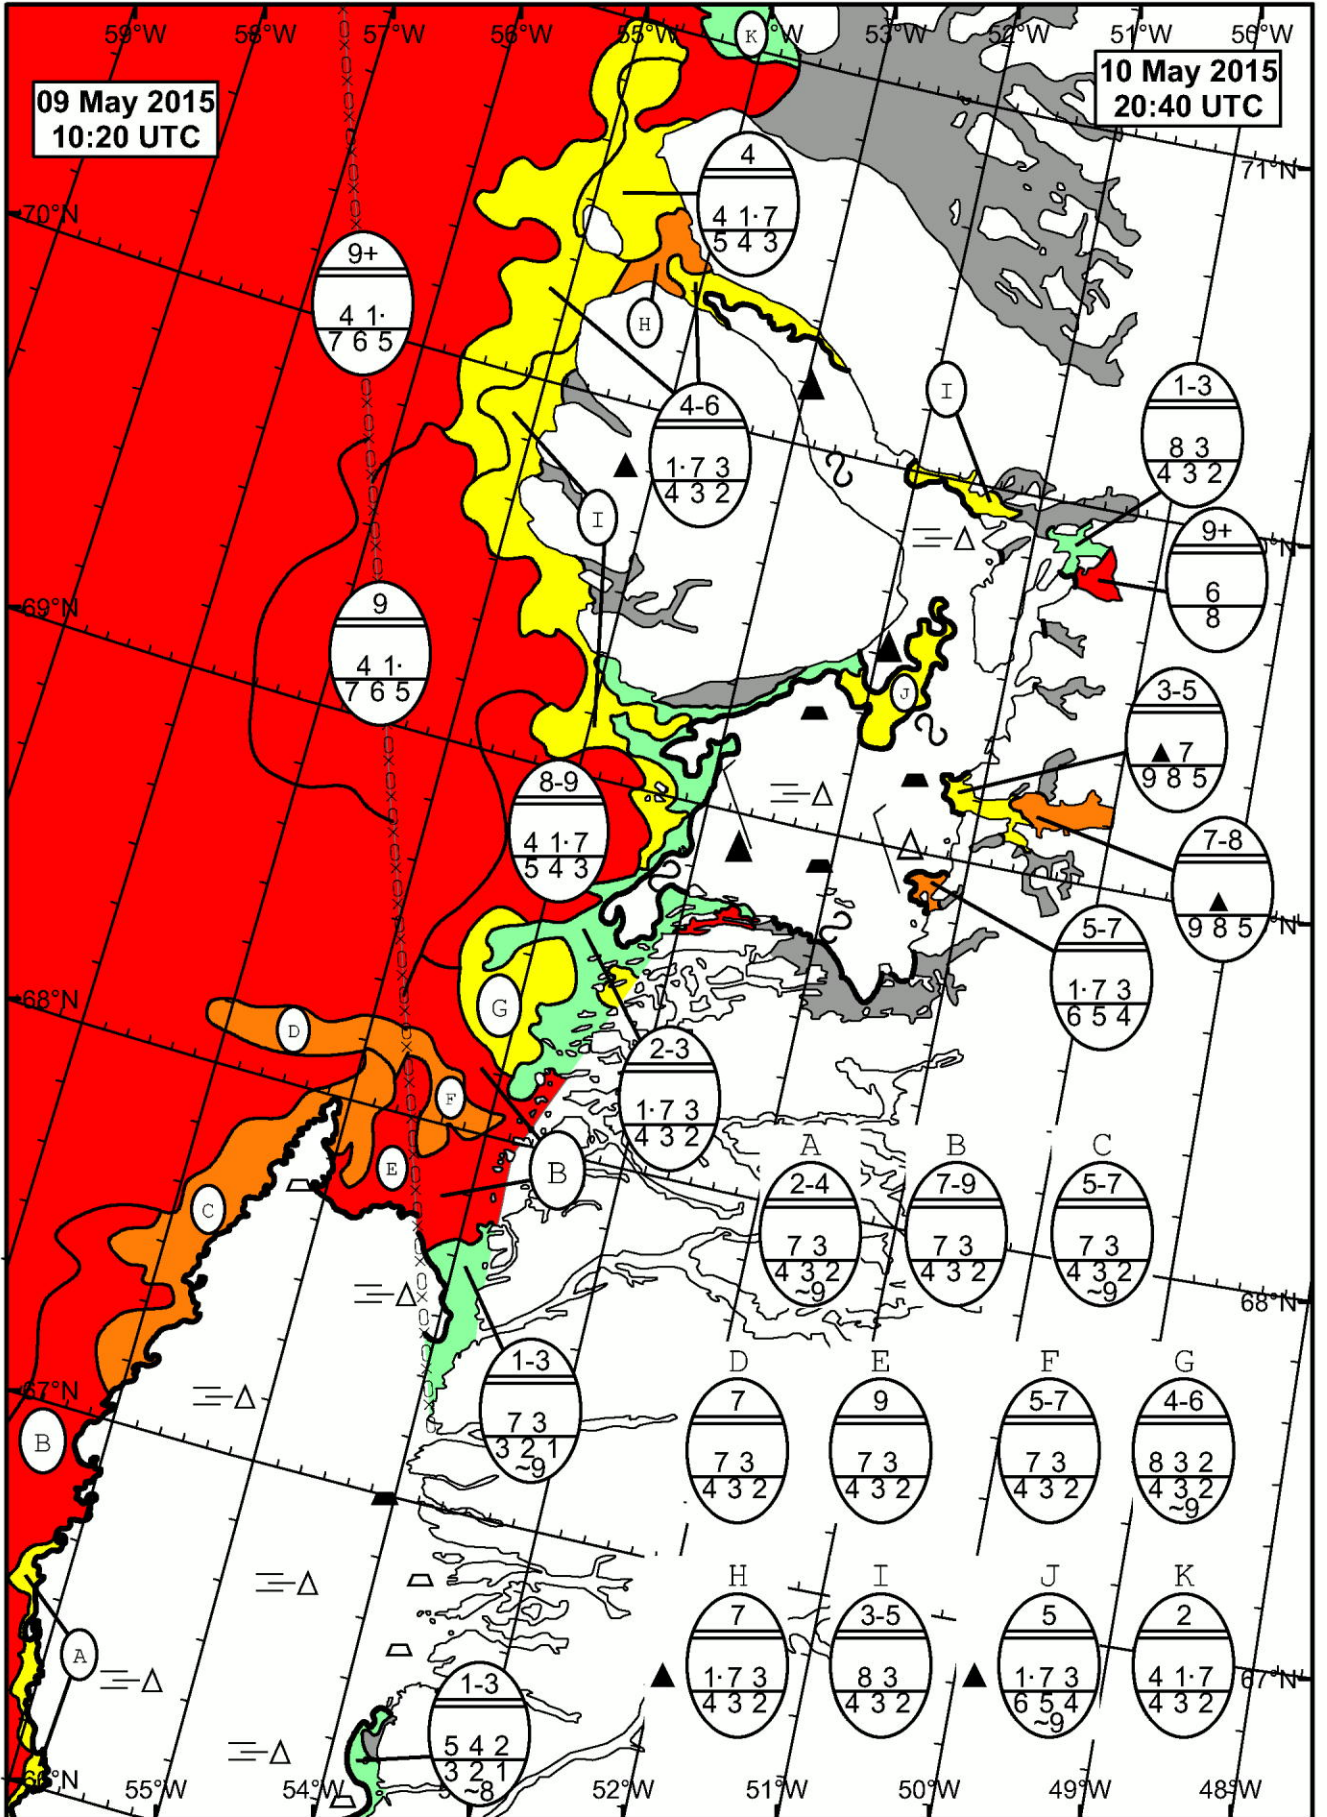 59°W 58°W 57°W 56°W 55°W K 53°W 52°W 51°W 50°W
09 May 2015
10:20 UTC
10 May 2015
20:40 UTC
71°N
4
4 1·7
5 4 3
70°N
9+
4 1·
7 6 5
H
4-6
1·7 3
4 3 2
I
1-3
8 3
4 3 2
I
9+
6
8
69°N
9
4 1·
7 6 5
J
3-5
▲ 7
9 8 5
8-9
4 1·7
5 4 3
7-8
▲
9 8 5
°N
5-7
1·7 3
6 5 4
68°N
G
D
2-3
1·7 3
4 3 2
F
E
B
C
A
2-4
7 3
4 3 2
~9
B
7-9
7 3
4 3 2
C
5-7
7 3
4 3 2
~9
68°N
1-3
7 3
3 2 1
~9
D
7
7 3
4 3 2
E
9
7 3
4 3 2
F
5-7
7 3
4 3 2
G
4-6
8 3 2
4 3 2
~9
67°N
B
H
7
▲ 1·7 3
4 3 2
I
3-5
8 3
4 3 2
J
5
▲ 1·7 3
6 5 4
~9
K
2
4 1·7
4 3 2
67°N
A
1-3
5 4 2
3 2 1
~8
66°N
55°W 54°W 52°W 51°W 50°W 49°W 48°W